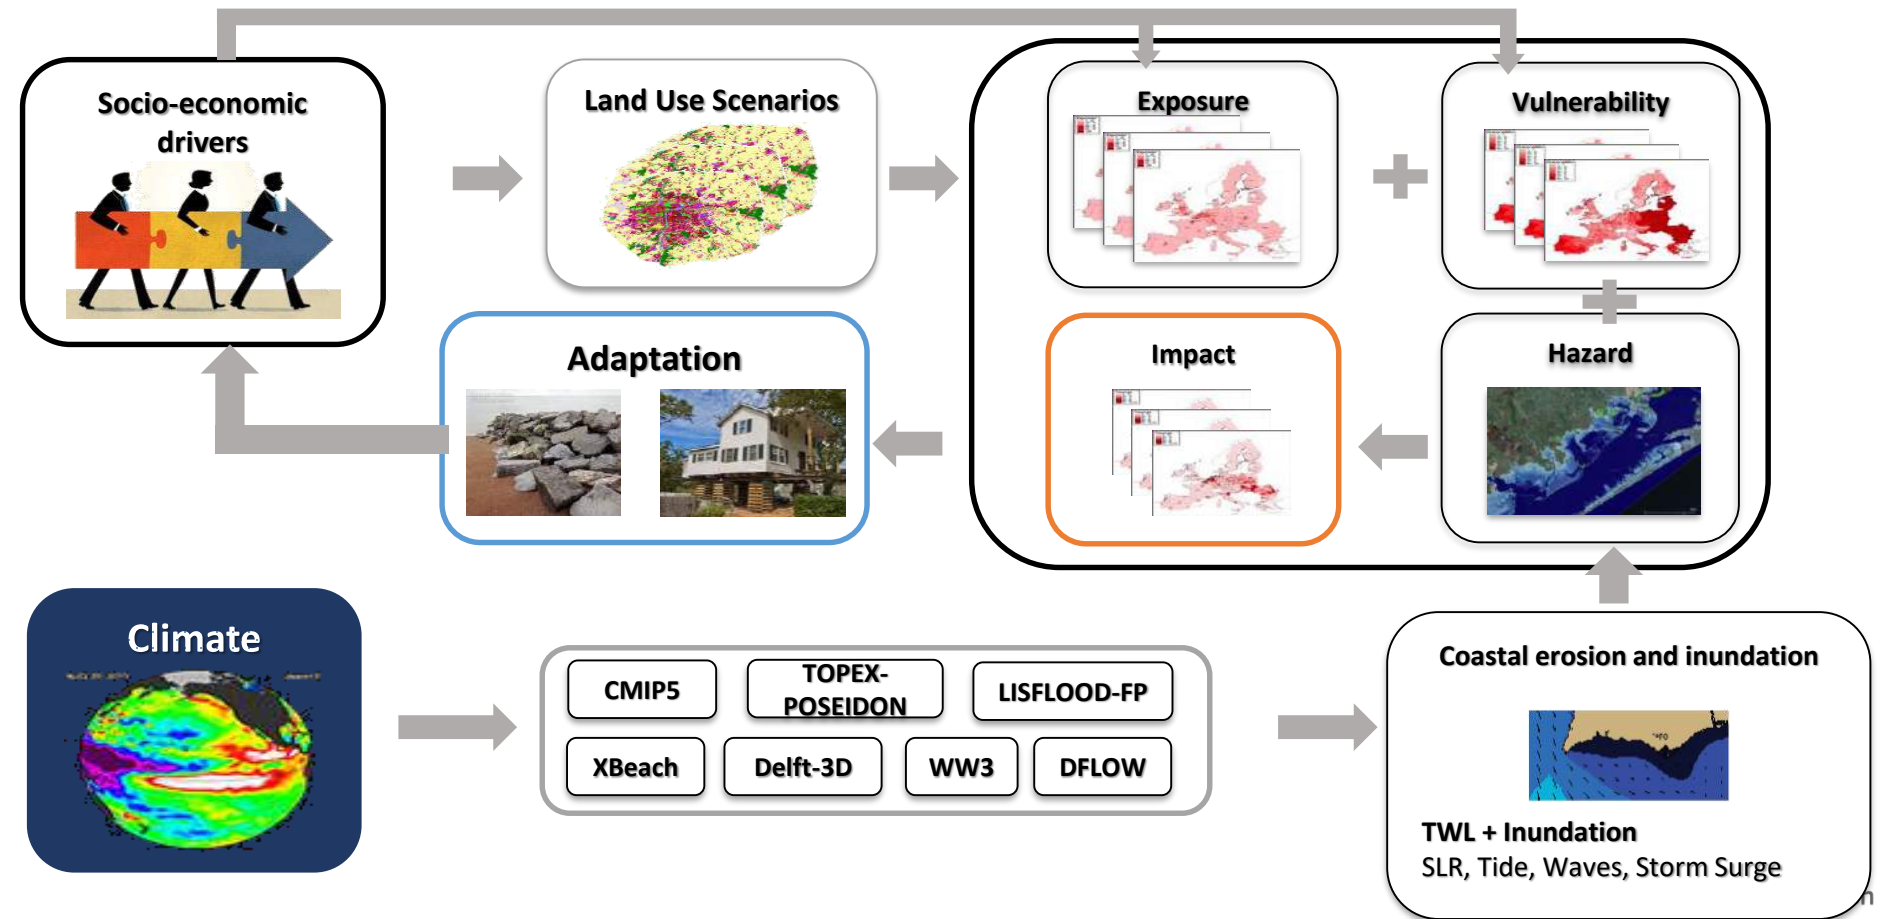 Socio-economic
drivers
Land Use Scenarios
Exposure
Vulnerability
Adaptation
Impact
Hazard
Climate
CMIP5
TOPEX-
POSEIDON
LISFLOOD-FP
XBeach
Delft-3D
WW3
DFLOW
Coastal erosion and inundation
TWL + Inundation
SLR, Tide, Waves, Storm Surge